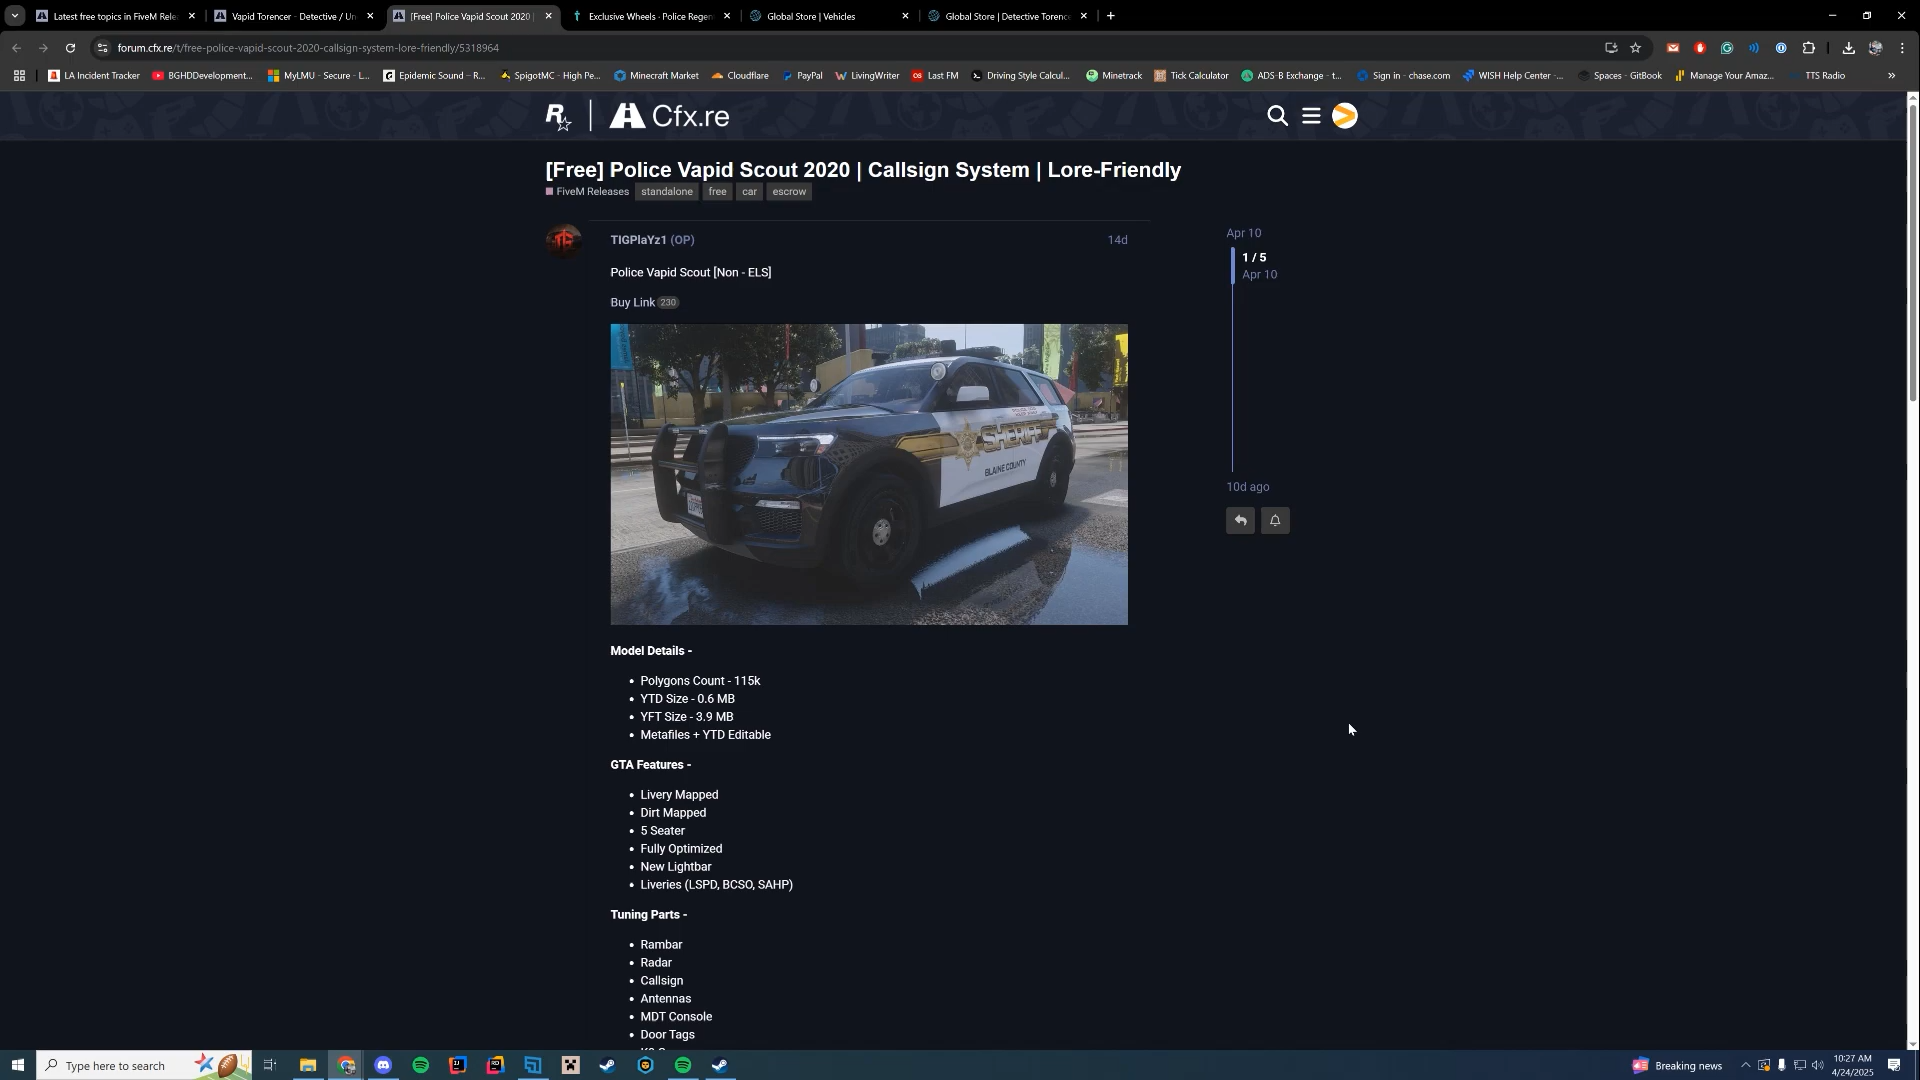 Latest free topics in FiveM Rele
Vapid Torencer - Detective / Un
[Free] Police Vapid Scout 2020 |
Exclusive Wheels - Police Regen
Global Store | Vehicles
Global Store | Detective Torence
forum.cfx.re/t/free-police-vapid-scout-2020-callsign-system-lore-friendly/5318964
LA Incident Tracker
BGHDDevelopment...
MyLMU - Secure - L...
Epidemic Sound – R...
SpigotMC - High Pe...
Minecraft Market
Cloudflare
PayPal
LivingWriter
Last FM
Driving Style Calcul...
Minetrack
Tick Calculator
ADS-B Exchange - t...
Sign in - chase.com
WISH Help Center -...
Spaces - GitBook
Manage Your Amaz...
TTS Radio
Cfx.re
[Free] Police Vapid Scout 2020 | Callsign System | Lore-Friendly
FiveM Releases
standalone
free
car
escrow
TIGPlaYz1 (OP)
14d
Police Vapid Scout [Non - ELS]
Buy Link 230
SHERIFF
BLAINE COUNTY
Model Details -
• Polygons Count - 115k
• YTD Size - 0.6 MB
• YFT Size - 3.9 MB
• Metafiles + YTD Editable
GTA Features -
• Livery Mapped
• Dirt Mapped
• 5 Seater
• Fully Optimized
• New Lightbar
• Liveries (LSPD, BCSO, SAHP)
Tuning Parts -
• Rambar
• Radar
• Callsign
• Antennas
• MDT Console
• Door Tags
Apr 10
1 / 5
Apr 10
10d ago
Type here to search
Breaking news
10:27 AM
4/24/2025